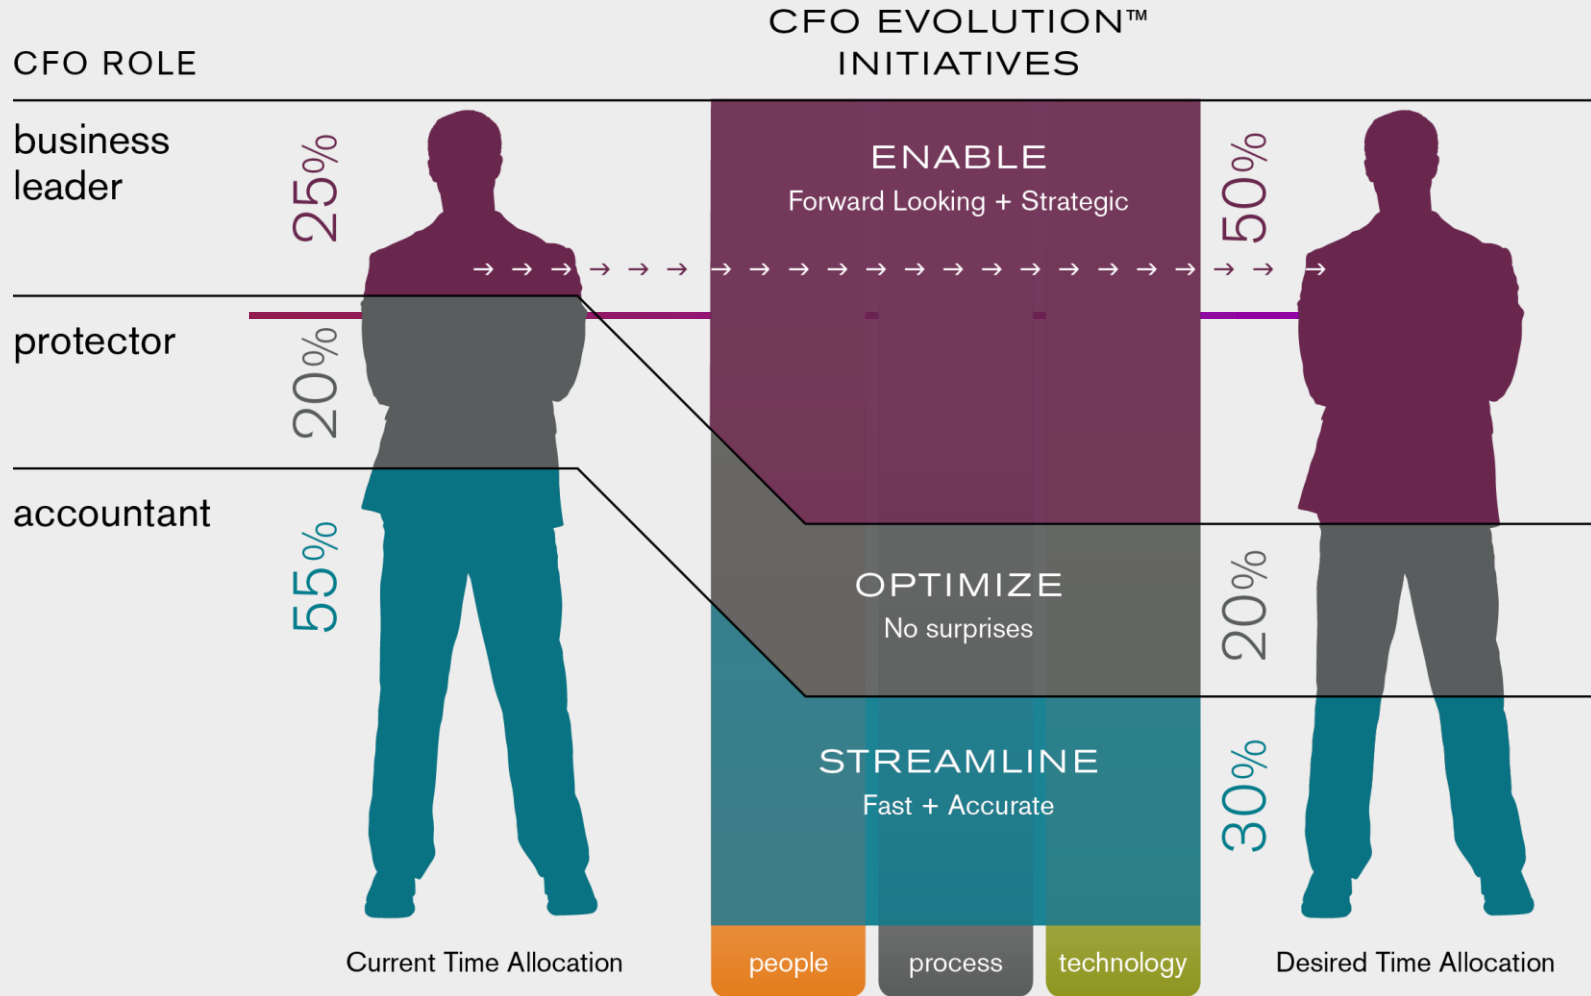 CFO EVOLUTION™
INITIATIVES
CFO ROLE
business
leader
25%
ENABLE
Forward Looking + Strategic
50%
→ → → → → → → → → → → → → → → → → → → → → →
protector
20%
accountant
55%
OPTIMIZE
No surprises
20%
STREAMLINE
Fast + Accurate
30%
Current Time Allocation
people
process
technology
Desired Time Allocation